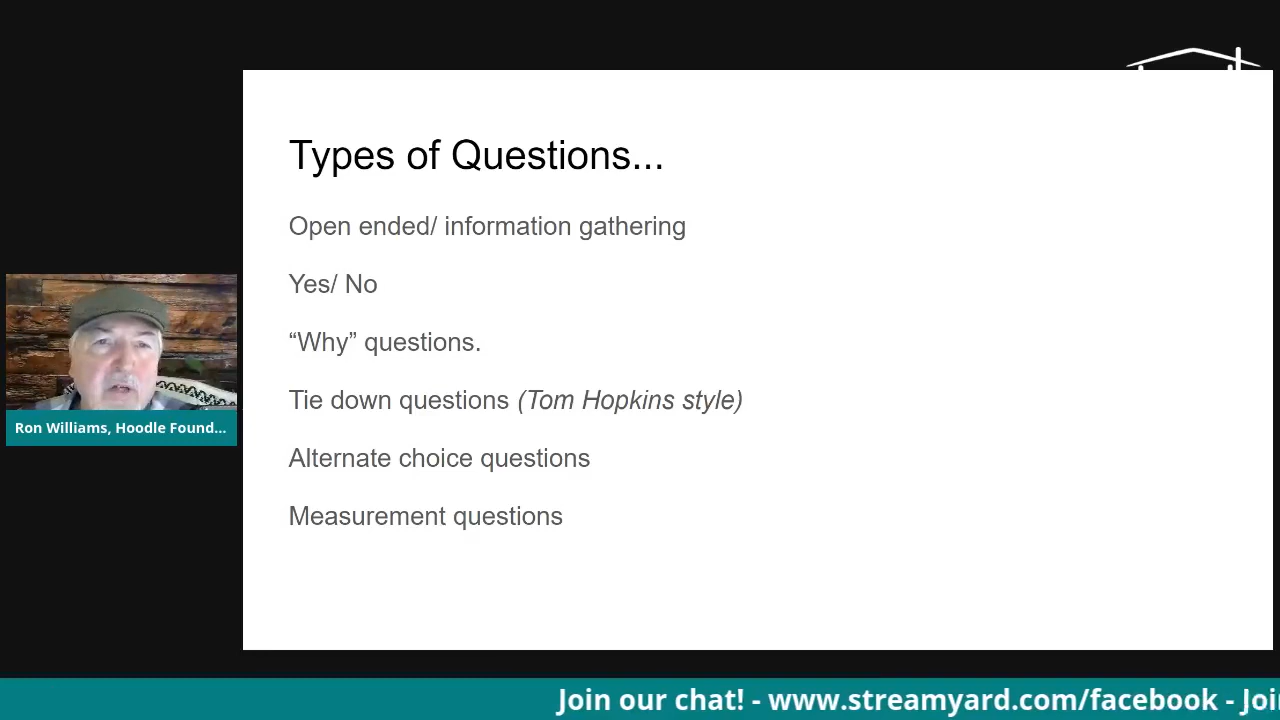 Types of Questions...
Open ended/ information gathering
Yes/ No
“Why” questions.
Tie down questions (Tom Hopkins style)
Alternate choice questions
Measurement questions
Ron Williams, Hoodle Found...
Join our chat! - www.streamyard.com/facebook - Joi